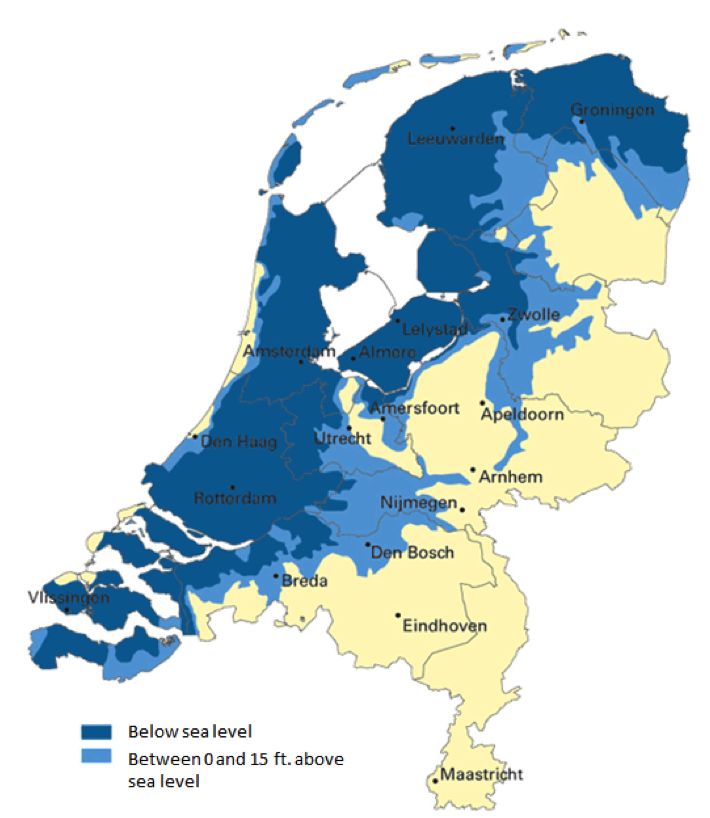 Groningen
Leeuwarden
Zwolle
Lelystad
Amsterdam
Almere
Amersfoort
Apeldoorn
Utrecht
Den Haag
Arnhem
Rotterdam
Nijmegen
Den Bosch
Breda
Vlissingen
Eindhoven
Below sea level
Between 0 and 15 ft. above
sea level
Maastricht